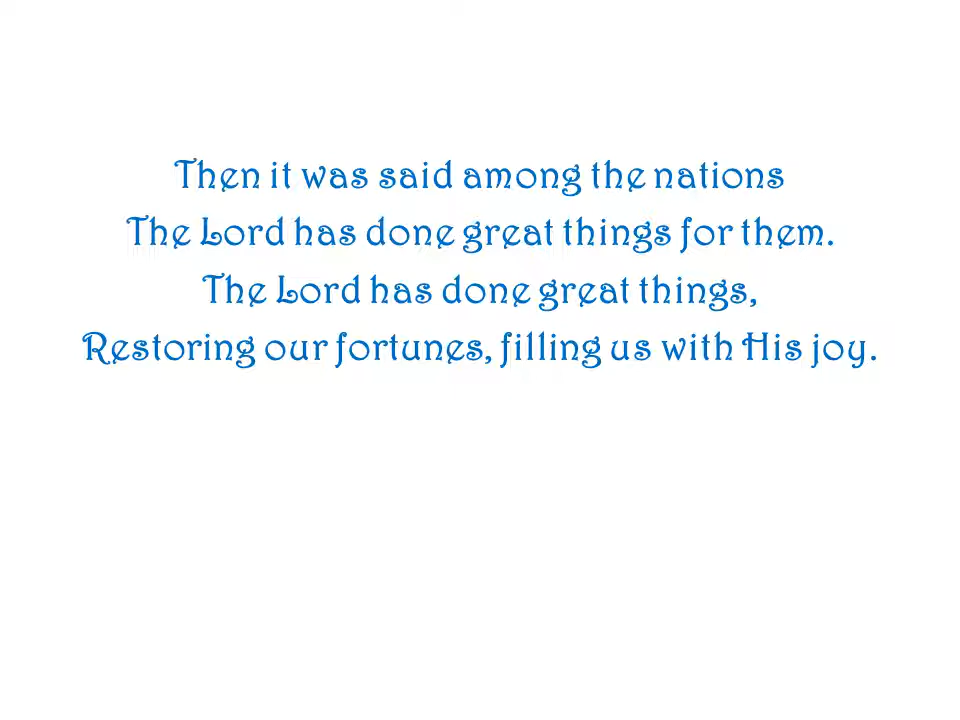 Then it was said among the nations
The Lord has done great things for them.
The Lord has done great things,
Restoring our fortunes, filling us with His joy.